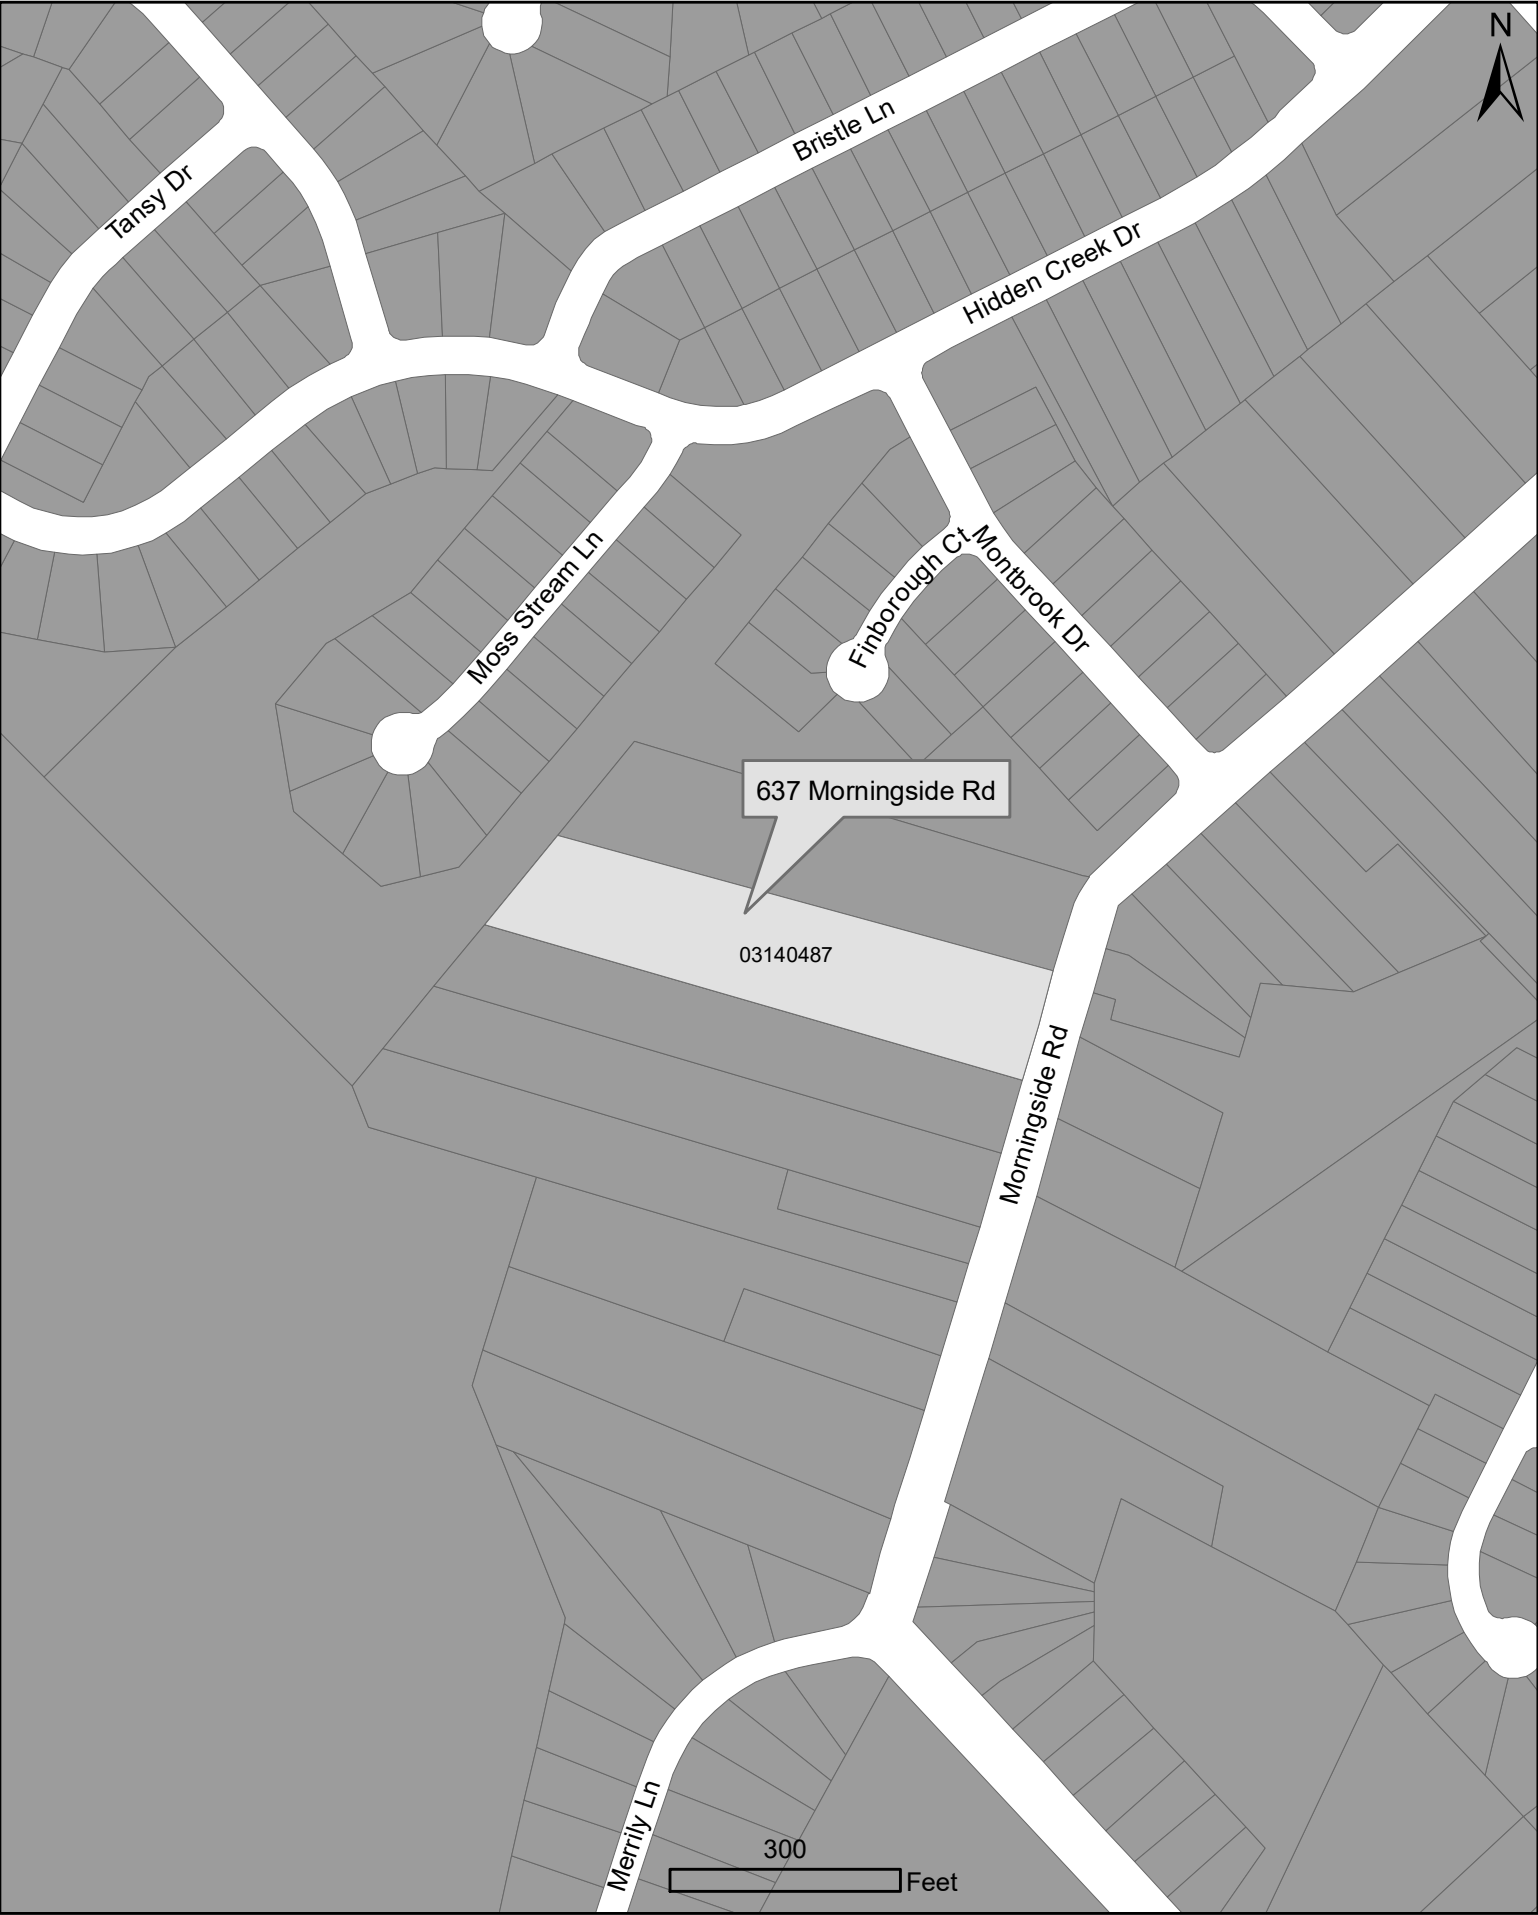 N
Bristle Ln
Tansy Dr
Hidden Creek Dr
Moss Stream Ln
Finborough Ct
Montbrook Dr
637 Morningside Rd
03140487
Morningside Rd
Merrily Ln
300
Feet